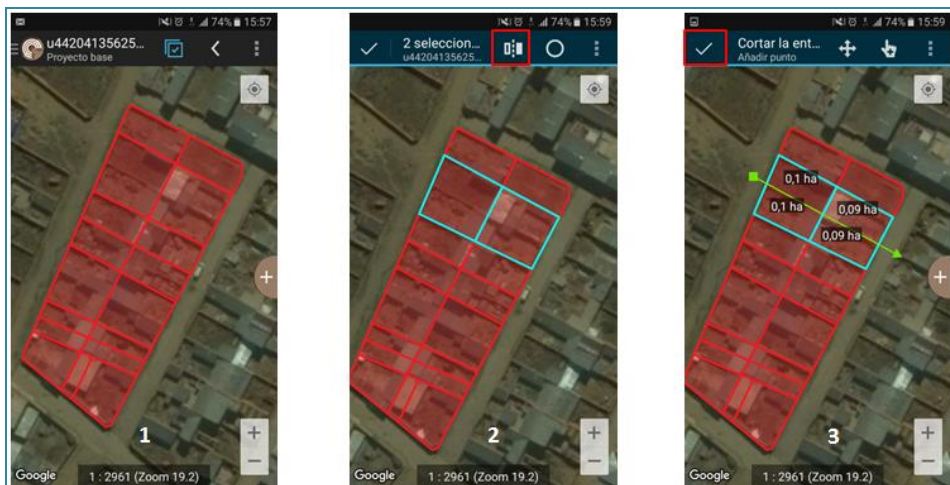 74% 15:57
u44204135625...
Proyecto base
1
Google
1 : 2961 (Zoom 19.2)
74% 15:59
2 seleccion...
u44204135625...
2
Google
1 : 2961 (Zoom 19.2)
74% 15:59
Cortar la ent...
Añadir punto
0,1 ha
0,1 ha
0,09 ha
0,09 ha
3
Google
1 : 2961 (Zoom 19.2)